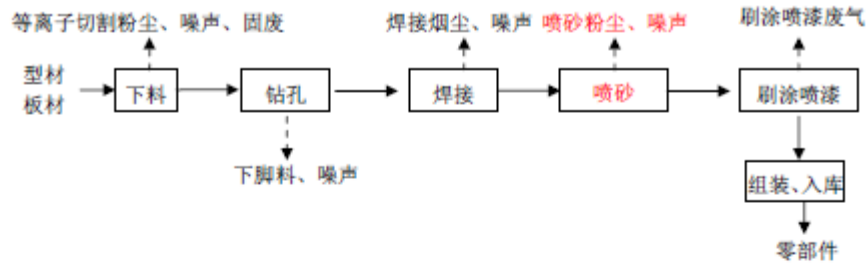 等离子切割粉尘、噪声、固废
焊接烟尘、噪声
喷砂粉尘、噪声
刷涂喷漆废气
型材
板材
下料
钻孔
焊接
喷砂
刷涂喷漆
下脚料、噪声
组装、入库
零部件